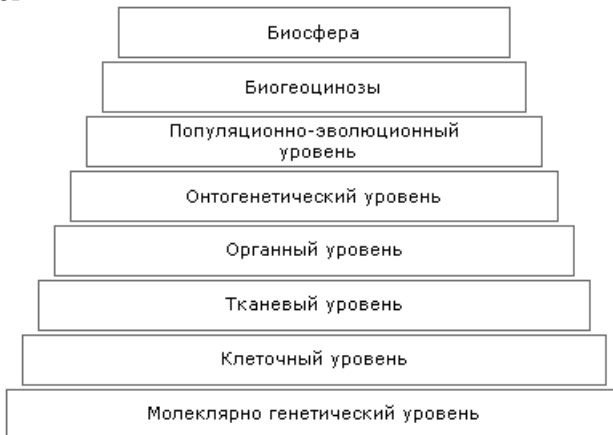 Биосфера
Биогеоцинозы
Популяционно-эволюционный
уровень
Онтогенетический уровень
Органный уровень
Тканевый уровень
Клеточный уровень
Молеклярно генетический уровень